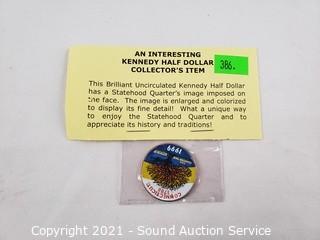 AN INTERESTING
KENNEDY HALF DOLLAR
COLLECTOR'S ITEM
386.
This Brilliant Uncirculated Kennedy Half Dollar
has a Statehood Quarter's image imposed on
the face. The image is enlarged and colorized
to display its fine detail! What a unique way
to enjoy the Statehood Quarter and to
appreciate its history and traditions!
1999
CONNECTICUT
Copyright 2021 - Sound Auction Service